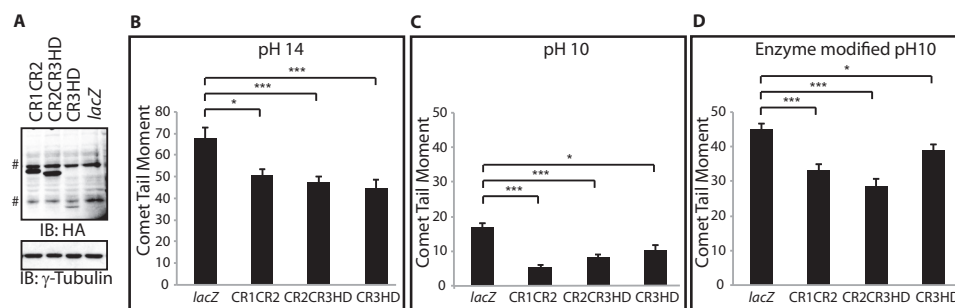 A
CR1CR2
CR2CR3HD
CR3HD
lacZ
#
#
IB: HA
IB: γ-Tubulin
B
pH 14
Comet Tail Moment
80
70
60
50
40
30
20
10
0
***
***
*
lacZ CR1CR2 CR2CR3HD CR3HD
C
pH 10
Comet Tail Moment
50
40
30
20
10
0
*
***
***
lacZ CR1CR2 CR2CR3HD CR3HD
D
Enzyme modified pH10
Comet Tail Moment
50
40
30
20
10
0
*
***
***
lacZ CR1CR2 CR2CR3HD CR3HD